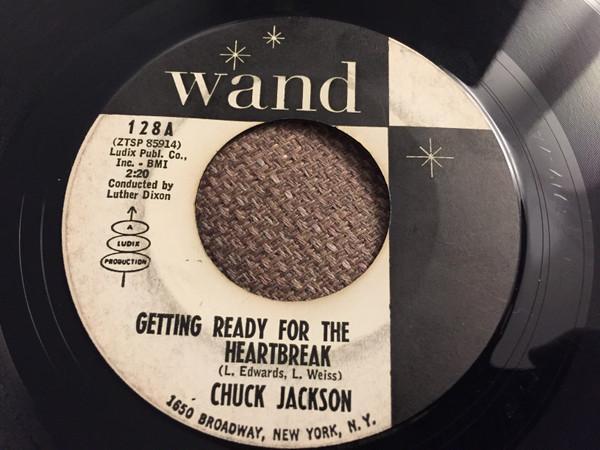 wand
128A
(ZTSP 85914)
Ludix Publ. Co.,
Inc. - BMI
2:20
Conducted by
Luther Dixon
A
LUDIX
PRODUCTION
GETTING READY FOR THE
HEARTBREAK
(L. Edwards, L. Weiss)
CHUCK JACKSON
1650 BROADWAY, NEW YORK, N.Y.